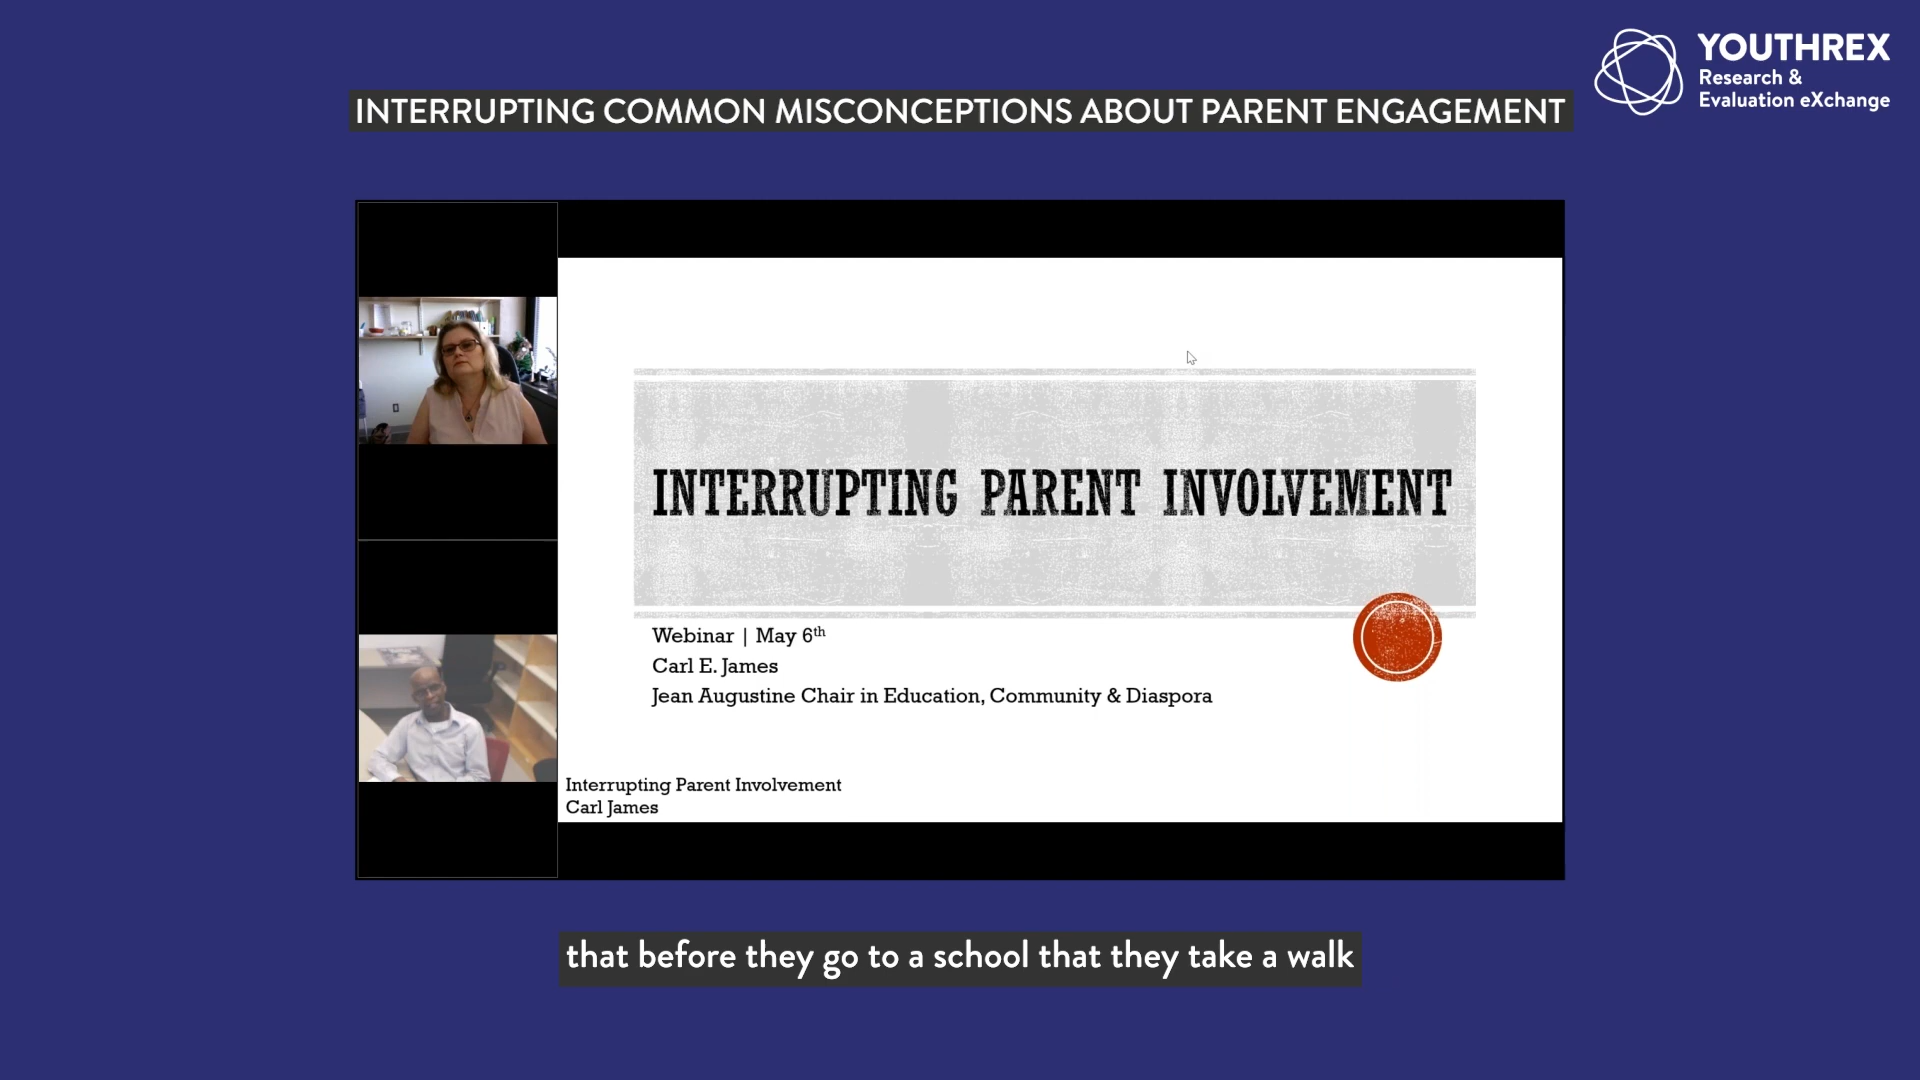 YOUTHREX
Research &
Evaluation eXchange
INTERRUPTING COMMON MISCONCEPTIONS ABOUT PARENT ENGAGEMENT
INTERRUPTING PARENT INVOLVEMENT
Webinar | May 6th
Carl E. James
Jean Augustine Chair in Education, Community & Diaspora
Interrupting Parent Involvement
Carl James
that before they go to a school that they take a walk